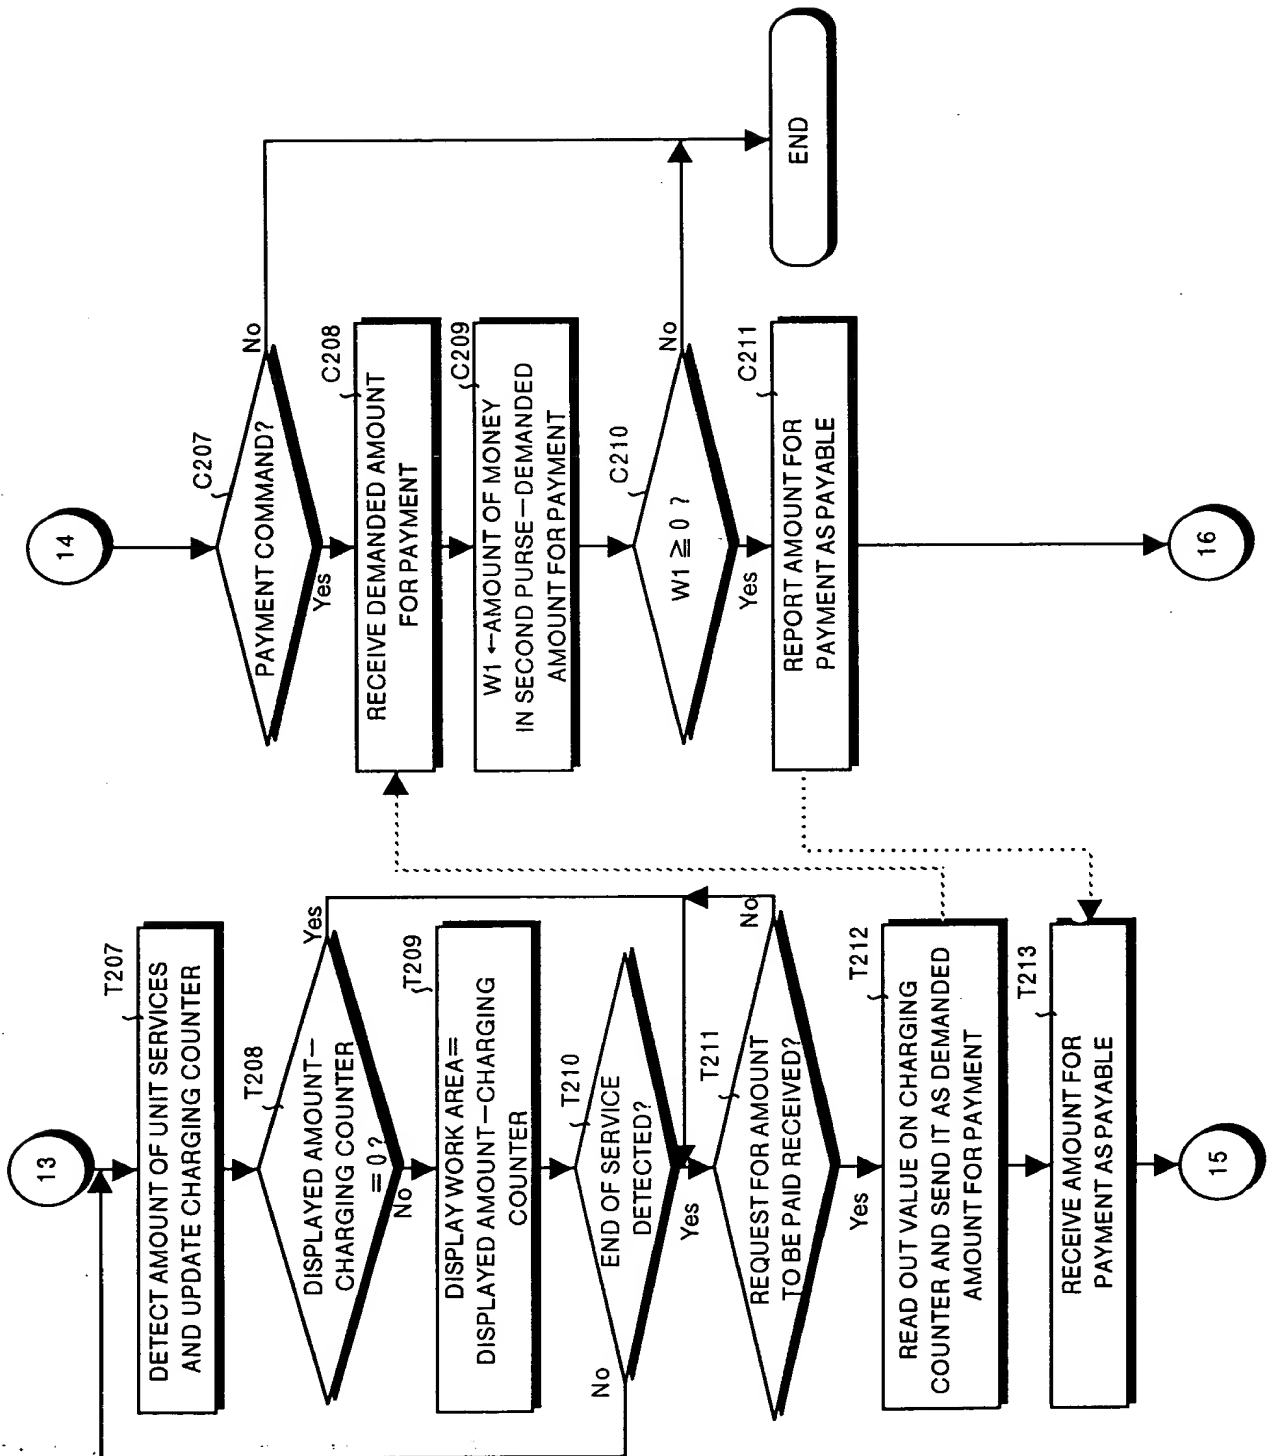 13
T207
DETECT AMOUNT OF UNIT SERVICES
AND UPDATE CHARGING COUNTER
T208
DISPLAYED AMOUNT—
CHARGING COUNTER
=0 ?
Yes
No
T209
DISPLAY WORK AREA=
DISPLAYED AMOUNT—CHARGING
COUNTER
T210
END OF SERVICE
DETECTED?
No
Yes
T211
REQUEST FOR AMOUNT
TO BE PAID RECEIVED?
No
Yes
T212
READ OUT VALUE ON CHARGING
COUNTER AND SEND IT AS DEMANDED
AMOUNT FOR PAYMENT
T213
RECEIVE AMOUNT FOR
PAYMENT AS PAYABLE
15
14
C207
PAYMENT COMMAND?
No
Yes
C208
RECEIVE DEMANDED AMOUNT
FOR PAYMENT
C209
W1 ←AMOUNT OF MONEY
IN SECOND PURSE—DEMANDED
AMOUNT FOR PAYMENT
C210
W1 ≧ 0 ?
No
Yes
C211
REPORT AMOUNT FOR
PAYMENT AS PAYABLE
16
END